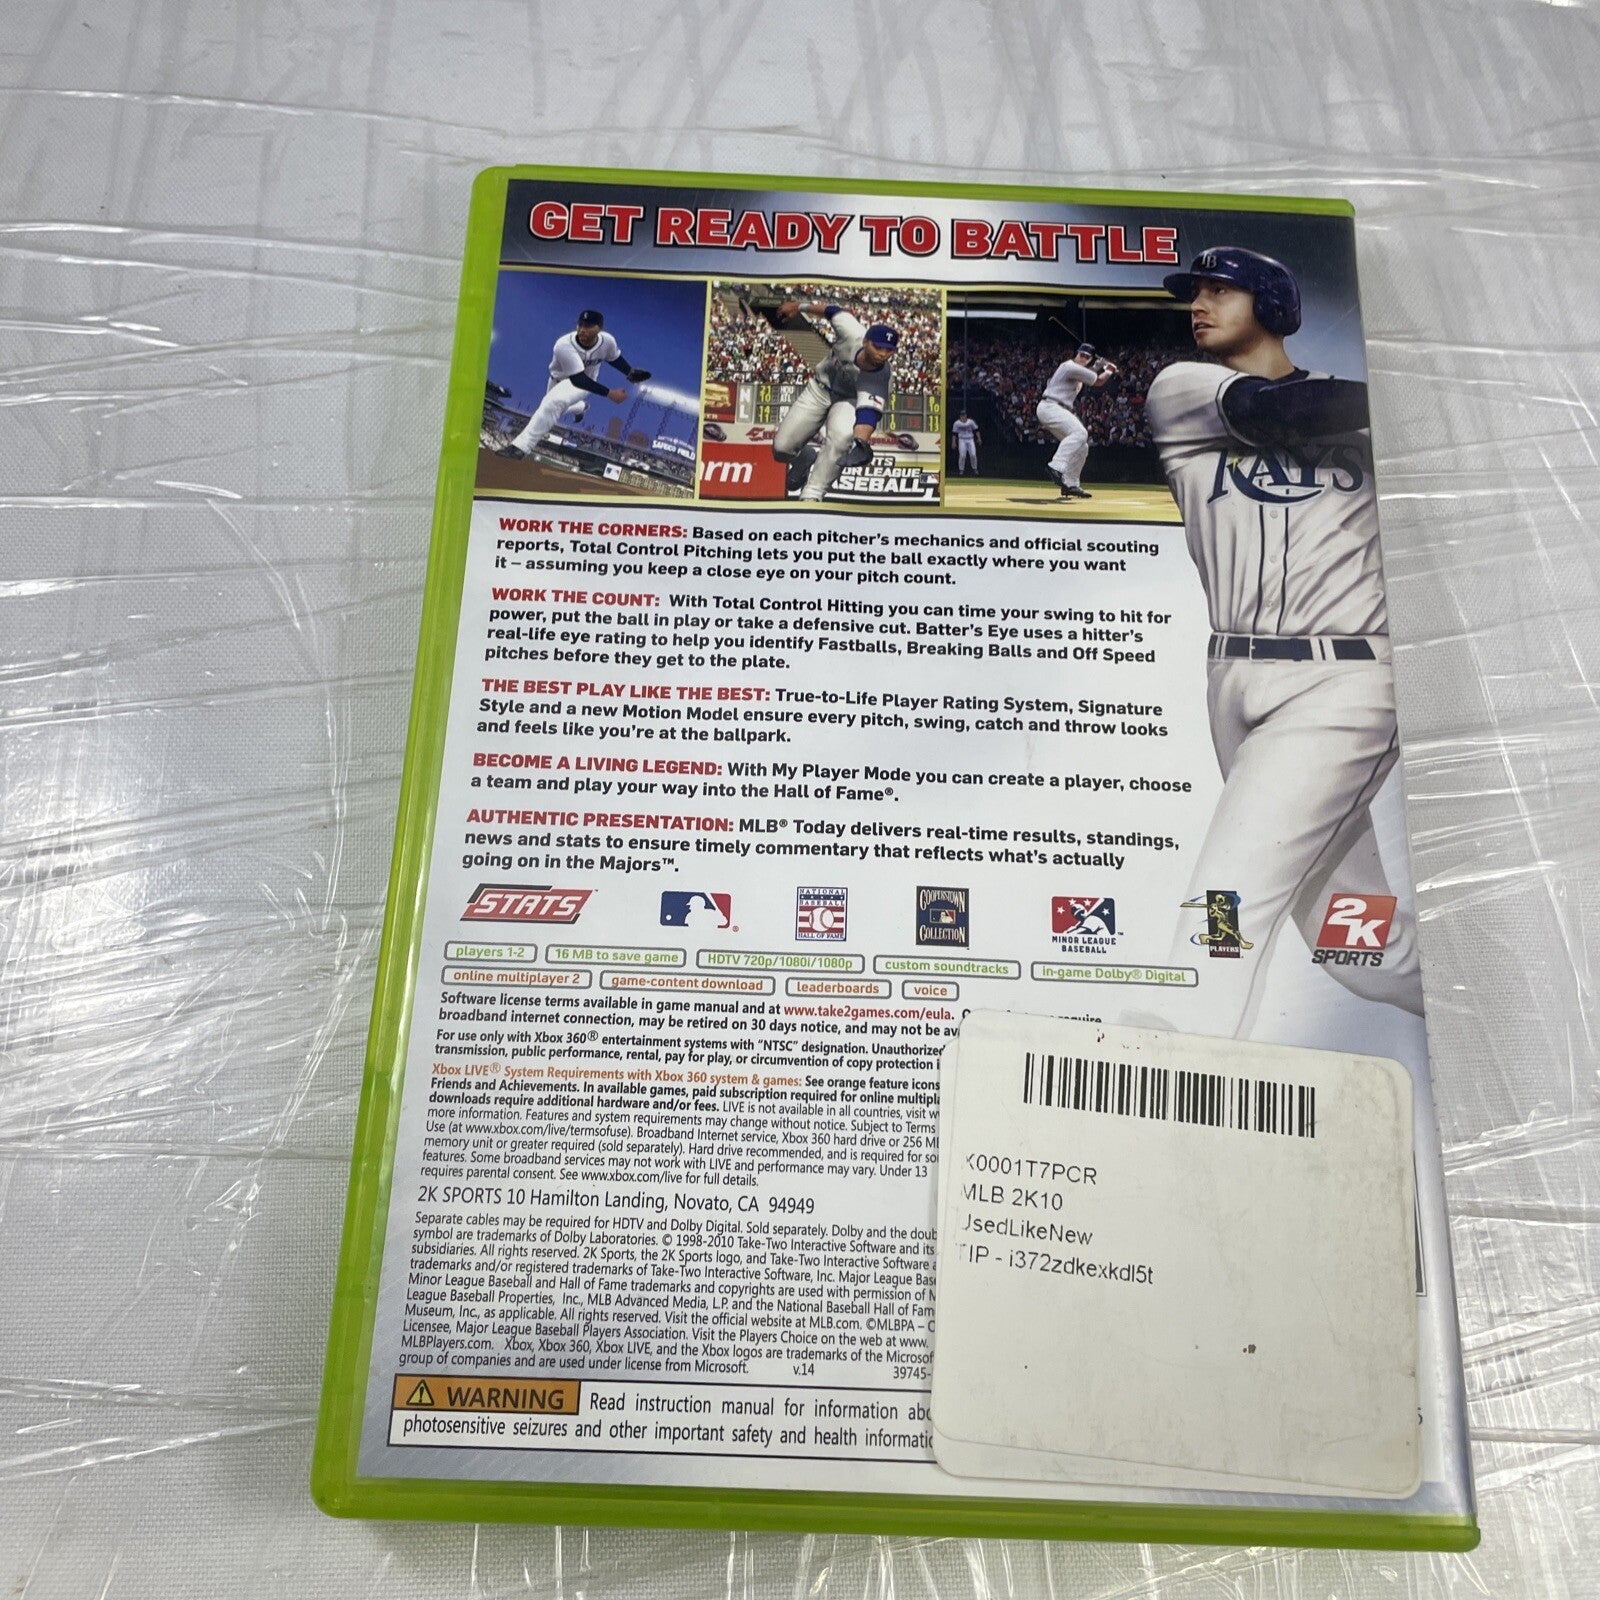 GET READY TO BATTLE
TB
T
SAFECO FIELD
rm
OR LEAGUE
SEBALL
RAYS
WORK THE CORNERS: Based on each pitcher's mechanics and official scouting
reports, Total Control Pitching lets you put the ball exactly where you want
it – assuming you keep a close eye on your pitch count.
WORK THE COUNT: With Total Control Hitting you can time your swing to hit for
power, put the ball in play or take a defensive cut. Batter's Eye uses a hitter's
real-life eye rating to help you identify Fastballs, Breaking Balls and Off Speed
pitches before they get to the plate.
THE BEST PLAY LIKE THE BEST: True-to-Life Player Rating System, Signature
Style and a new Motion Model ensure every pitch, swing, catch and throw looks
and feels like you're at the ballpark.
BECOME A LIVING LEGEND: With My Player Mode you can create a player, choose
a team and play your way into the Hall of Fame®.
AUTHENTIC PRESENTATION: MLB® Today delivers real-time results, standings,
news and stats to ensure timely commentary that reflects what's actually
going on in the Majors™.
STATS
NATIONAL
BASEBALL
HALL OF FAME
COOPERSTOWN
COLLECTION
MINOR LEAGUE
BASEBALL
PLAYERS
2K
SPORTS
players 1-2 16 MB to save game HDTV 720p/1080i/1080p custom soundtracks in-game Dolby® Digital
online multiplayer 2 game-content download leaderboards voice
Software license terms available in game manual and at www.take2games.com/eula. require
broadband internet connection, may be retired on 30 days notice, and may not be
For use only with Xbox 360® entertainment systems with "NTSC" designation. Unauthorized
transmission, public performance, rental, pay for play, or circumvention of copy protection
Xbox LIVE® System Requirements with Xbox 360 system & games: See orange feature icons
Friends and Achievements. In available games, paid subscription required for online
downloads require additional hardware and/or fees. LIVE is not available in all countries, visit
more information. Features and system requirements may change without notice. Subject to Terms
Use (at www.xbox.com/live/termsofuse). Broadband Internet service, Xbox 360 hard drive or 256
memory unit or greater required (sold separately). Hard drive recommended, and is required for
features. Some broadband services may not work with LIVE and performance may vary. Under 13
requires parental consent. See www.xbox.com/live for full details.
2K SPORTS 10 Hamilton Landing, Novato, CA 94949
Separate cables may be required for HDTV and Dolby Digital. Sold separately. Dolby and the
symbol are trademarks of Dolby Laboratories. © 1998-2010 Take-Two Interactive Software and its
subsidiaries. All rights reserved. 2K Sports, the 2K Sports logo, and Take-Two Interactive Software
trademarks and/or registered trademarks of Take-Two Interactive Software, Inc. Major League
Minor League Baseball and Hall of Fame trademarks and copyrights are used with permission of
League Baseball Properties, Inc., MLB Advanced Media, L.P. and the National Baseball Hall of
Museum, Inc., as applicable. All rights reserved. Visit the official website at MLB.com. ©MLBPA –
Licensee, Major League Baseball Players Association. Visit the Players Choice on the web at www.
MLBPlayers.com. Xbox, Xbox 360, Xbox LIVE, and the Xbox logos are trademarks of the
group of companies and are used under license from Microsoft. v.14 39745-
WARNING Read instruction manual for information
photosensitive seizures and other important safety and health
X0001T7PCR
MLB 2K10
UsedLikeNew
TIP - i372zdkexkdl5t